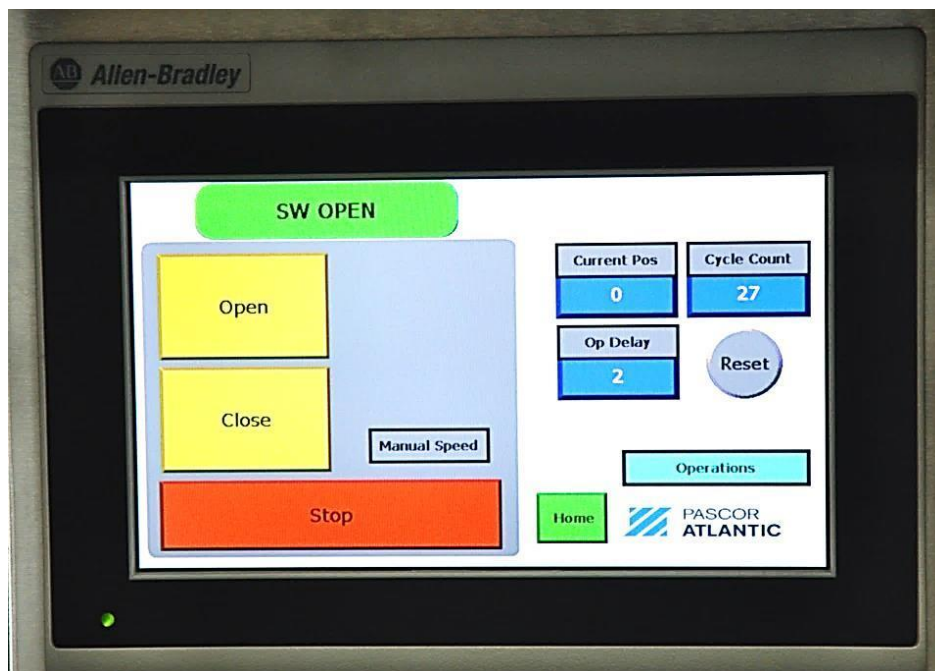 AB Allen-Bradley
SW OPEN
Open
Close
Manual Speed
Stop
Current Pos
0
Cycle Count
27
Op Delay
2
Reset
Operations
Home
PASCOR
ATLANTIC